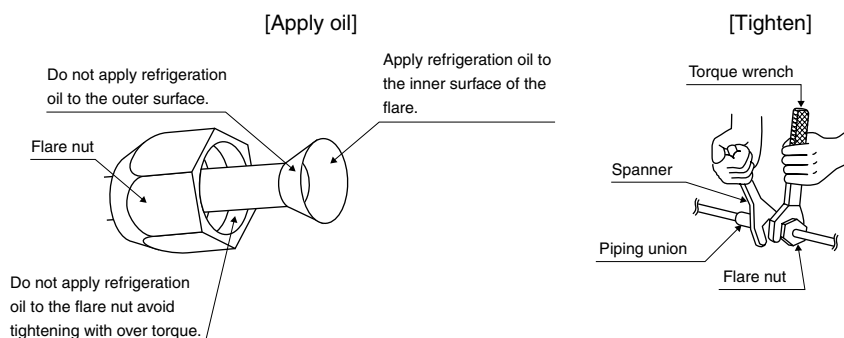 [Apply oil]
Do not apply refrigeration
oil to the outer surface.
Apply refrigeration oil to
the inner surface of the
flare.
Flare nut
Do not apply refrigeration
oil to the flare nut avoid
tightening with over torque.
[Tighten]
Torque wrench
Spanner
Piping union
Flare nut